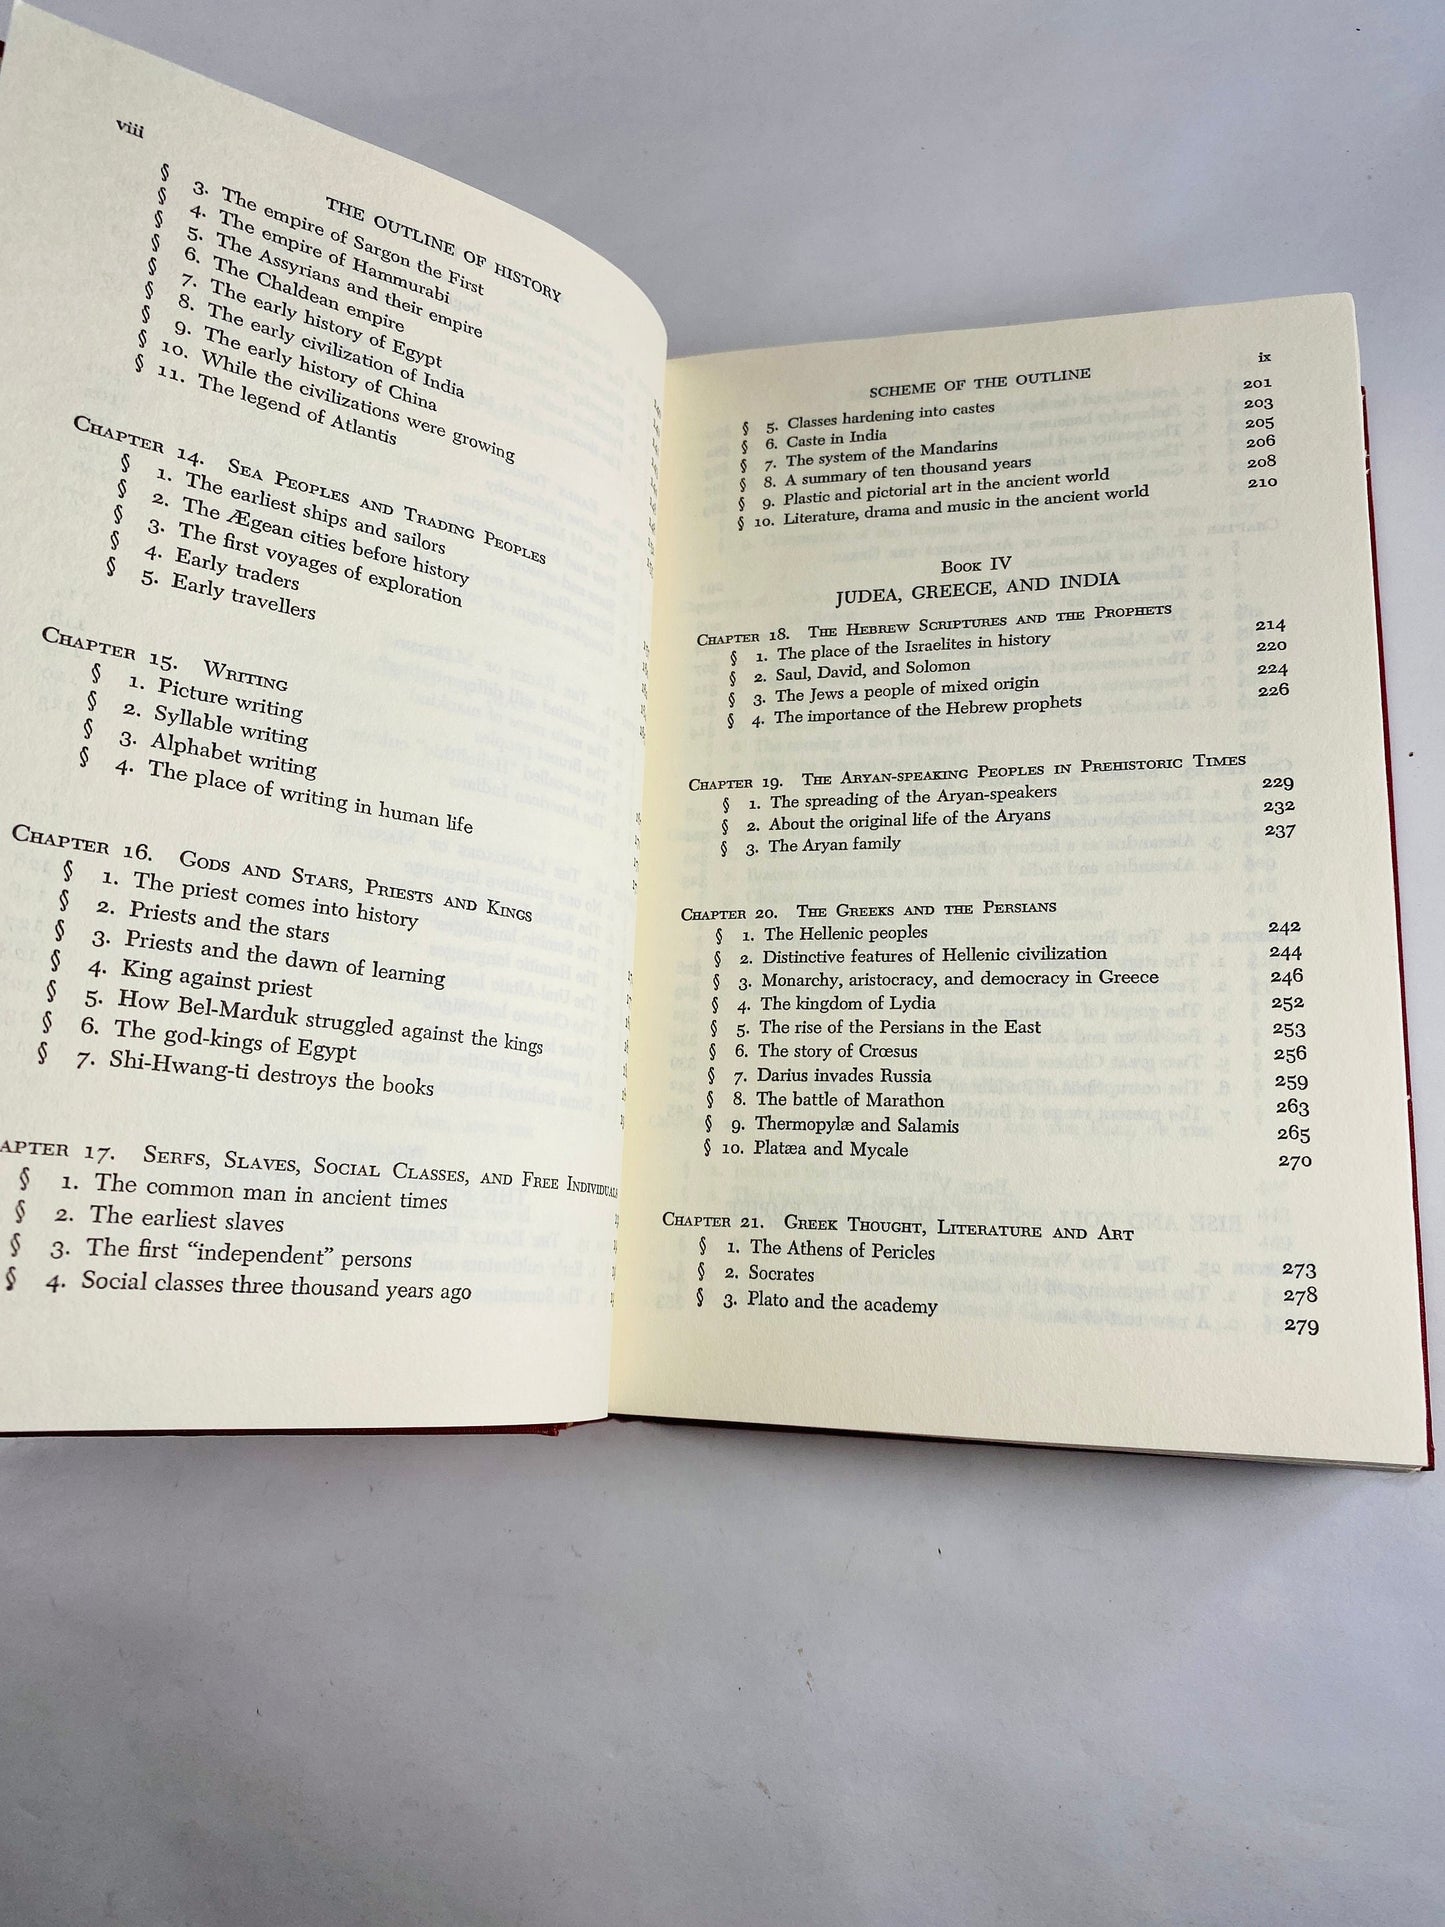 viii
THE OUTLINE OF HISTORY
§ 3. The empire of Sargon the First
§ 4. The empire of Hammurabi
§ 5. The Assyrians and their empire
§ 6. The Chaldean empire
§ 7. The early history of Egypt
§ 8. The early civilization of India
§ 9. The early history of China
§ 10. While the civilizations were growing
§ 11. The legend of Atlantis
Chapter 14. Sea Peoples and Trading Peoples
§ 1. The earliest ships and sailors
§ 2. The Ægean cities before history
§ 3. The first voyages of exploration
§ 4. Early traders
§ 5. Early travellers
Chapter 15. Writing
§ 1. Picture writing
§ 2. Syllable writing
§ 3. Alphabet writing
§ 4. The place of writing in human life
Chapter 16. Gods and Stars, Priests and Kings
§ 1. The priest comes into history
§ 2. Priests and the stars
§ 3. Priests and the dawn of learning
§ 4. King against priest
§ 5. How Bel-Marduk struggled against the kings
§ 6. The god-kings of Egypt
§ 7. Shi-Hwang-ti destroys the books
apter 17. Serfs, Slaves, Social Classes, and Free Individuals
§ 1. The common man in ancient times
§ 2. The earliest slaves
§ 3. The first “independent” persons
§ 4. Social classes three thousand years ago
SCHEME OF THE OUTLINE ix
§ 5. Classes hardening into castes 201
§ 6. Caste in India 203
§ 7. The system of the Mandarins 205
§ 8. A summary of ten thousand years 206
§ 9. Plastic and pictorial art in the ancient world 208
§ 10. Literature, drama and music in the ancient world 210
Book IV
JUDEA, GREECE, AND INDIA
Chapter 18. The Hebrew Scriptures and the Prophets
§ 1. The place of the Israelites in history 214
§ 2. Saul, David, and Solomon 220
§ 3. The Jews a people of mixed origin 224
§ 4. The importance of the Hebrew prophets 226
Chapter 19. The Aryan-speaking Peoples in Prehistoric Times
§ 1. The spreading of the Aryan-speakers 229
§ 2. About the original life of the Aryans 232
§ 3. The Aryan family 237
Chapter 20. The Greeks and the Persians
§ 1. The Hellenic peoples 242
§ 2. Distinctive features of Hellenic civilization 244
§ 3. Monarchy, aristocracy, and democracy in Greece 246
§ 4. The kingdom of Lydia 252
§ 5. The rise of the Persians in the East 253
§ 6. The story of Crœsus 256
§ 7. Darius invades Russia 259
§ 8. The battle of Marathon 263
§ 9. Thermopylæ and Salamis 265
§ 10. Platæa and Mycale 270
Chapter 21. Greek Thought, Literature and Art
§ 1. The Athens of Pericles 273
§ 2. Socrates 278
§ 3. Plato and the academy 279